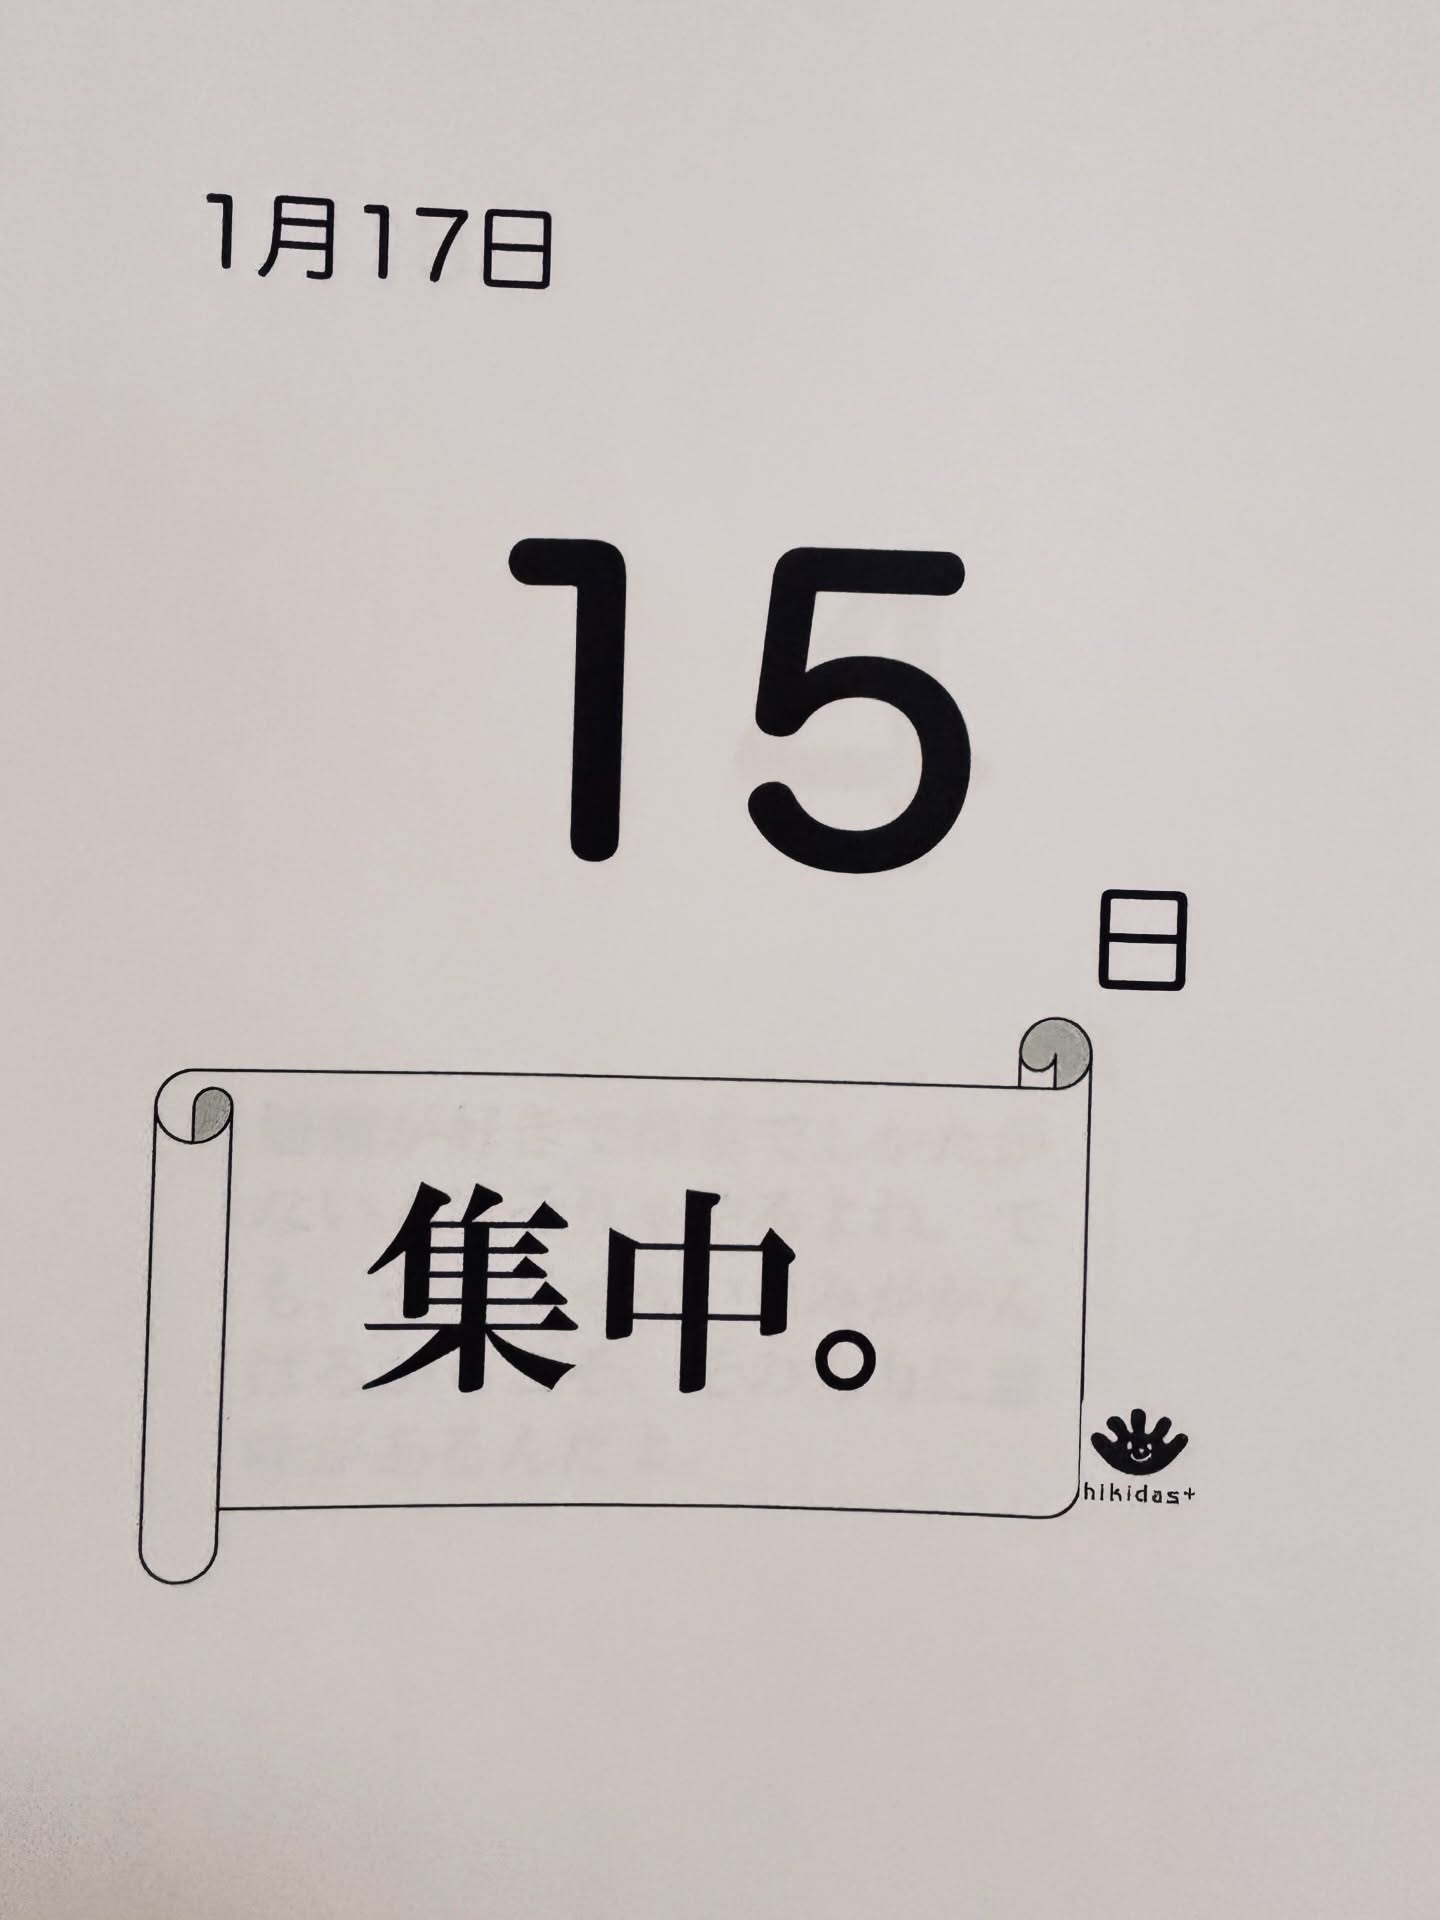 1月17日
15
日
集中。
hikidas+